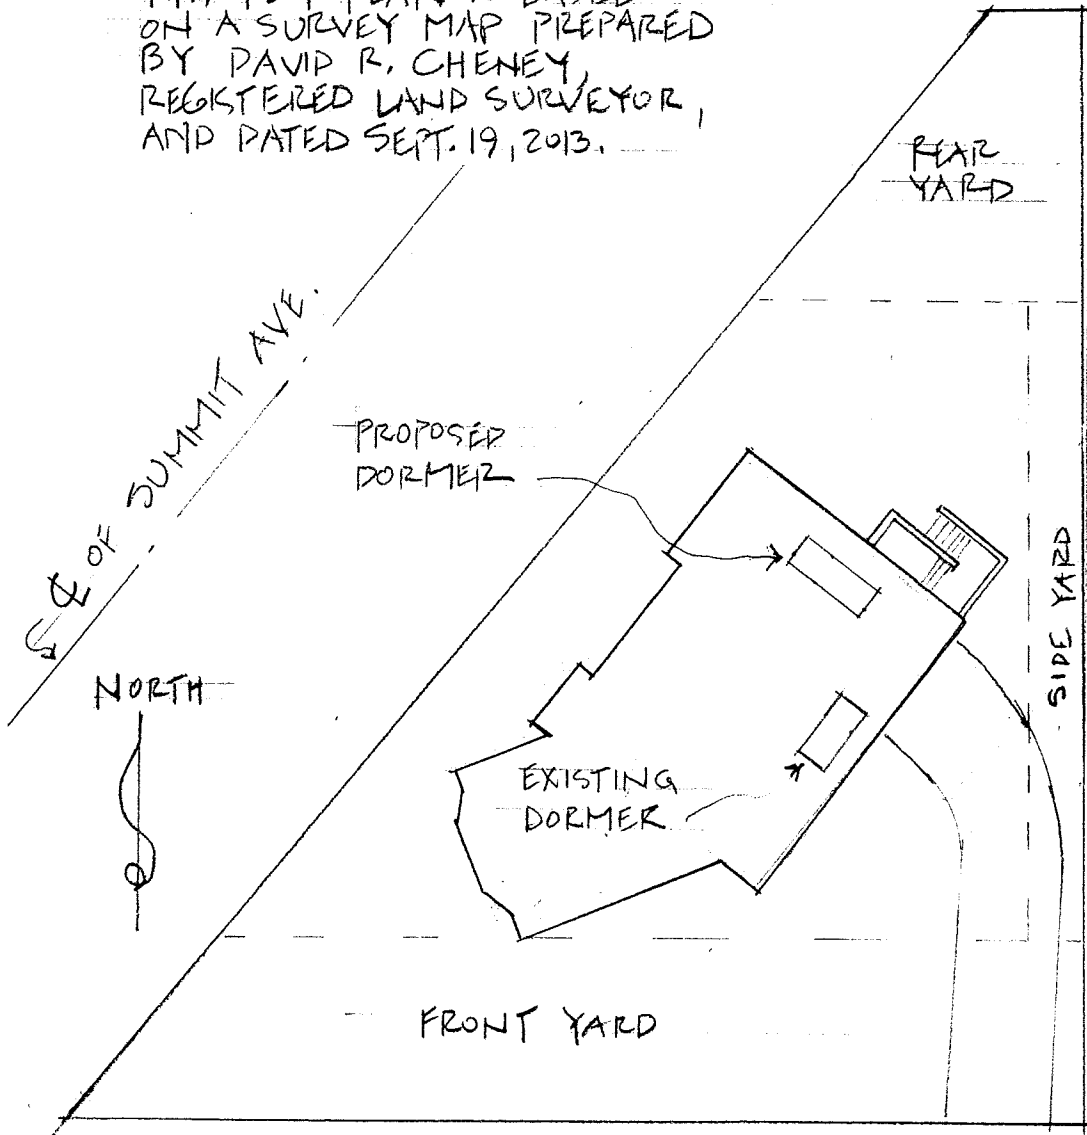 ON A SURVEY MAP PREPARED
BY DAVID R. CHENEY,
REGISTERED LAND SURVEYOR,
AND DATED SEPT. 19, 2013.
REAR
YARD
℄ OF SUMMIT AVE.
PROPOSED
DORMER
SIDE YARD
NORTH
EXISTING
DORMER
FRONT YARD